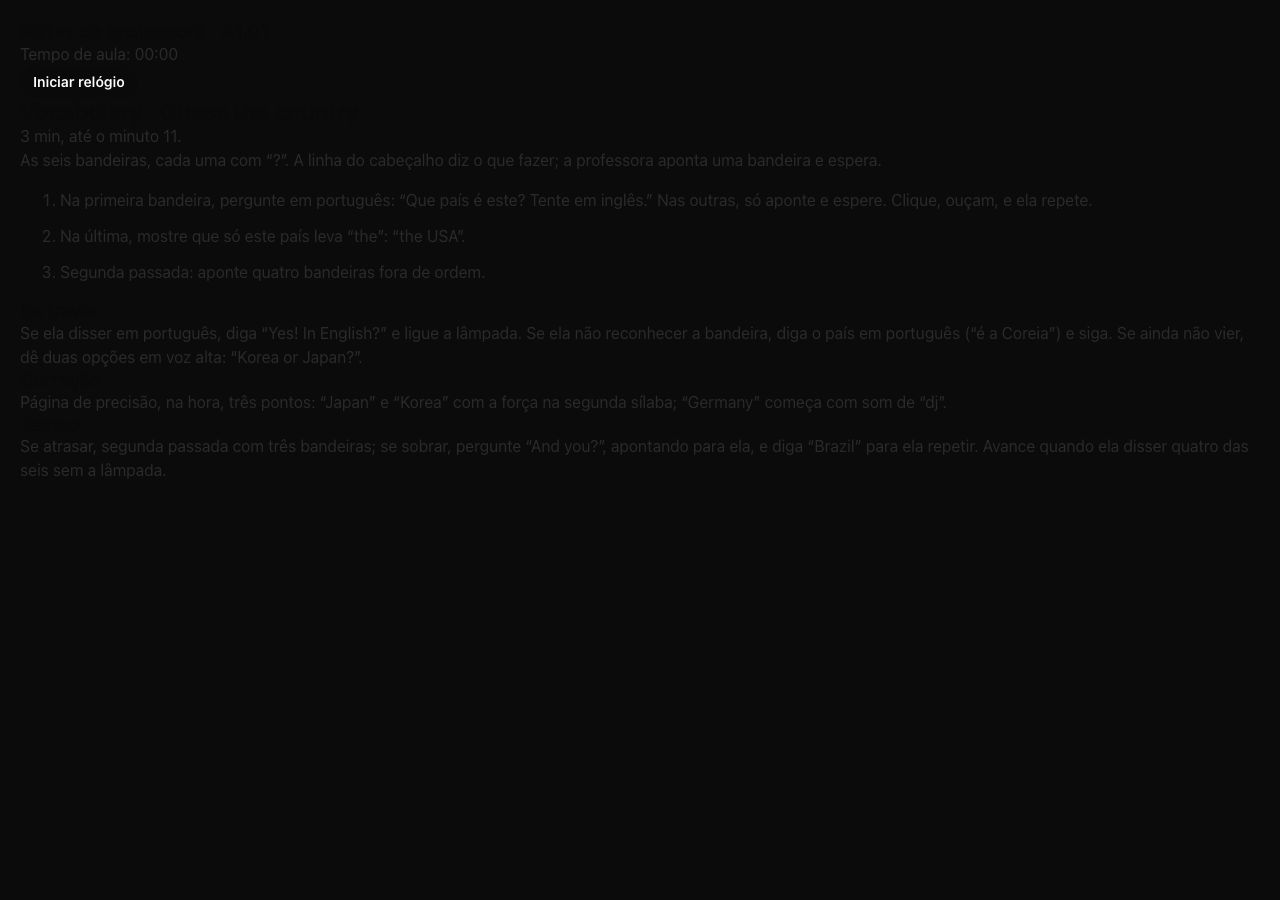 Tempo de aula: 00:00
Iniciar relógio
Vocabulary · Guess the country
3 min, até o minuto 11.
As seis bandeiras, cada uma com “?”. A linha do cabeçalho diz o que fazer; a professora aponta uma bandeira e espera.
1. Na primeira bandeira, pergunte em português: “Que país é este? Tente em inglês.” Nas outras, só aponte e espere. Clique, ouçam, e ela repete.
2. Na última, mostre que só este país leva “the”: “the USA”.
3. Segunda passada: aponte quatro bandeiras fora de ordem.
Se ela disser em português, diga “Yes! In English?” e ligue a lâmpada. Se ela não reconhecer a bandeira, diga o país em português (“é a Coreia”) e siga. Se ainda não vier,
dê duas opções em voz alta: “Korea or Japan?”.
Página de precisão, na hora, três pontos: “Japan” e “Korea” com a força na segunda sílaba; “Germany” começa com som de “dj”.
Se atrasar, segunda passada com três bandeiras; se sobrar, pergunte “And you?”, apontando para ela, e diga “Brazil” para ela repetir. Avance quando ela disser quatro das
seis sem a lâmpada.